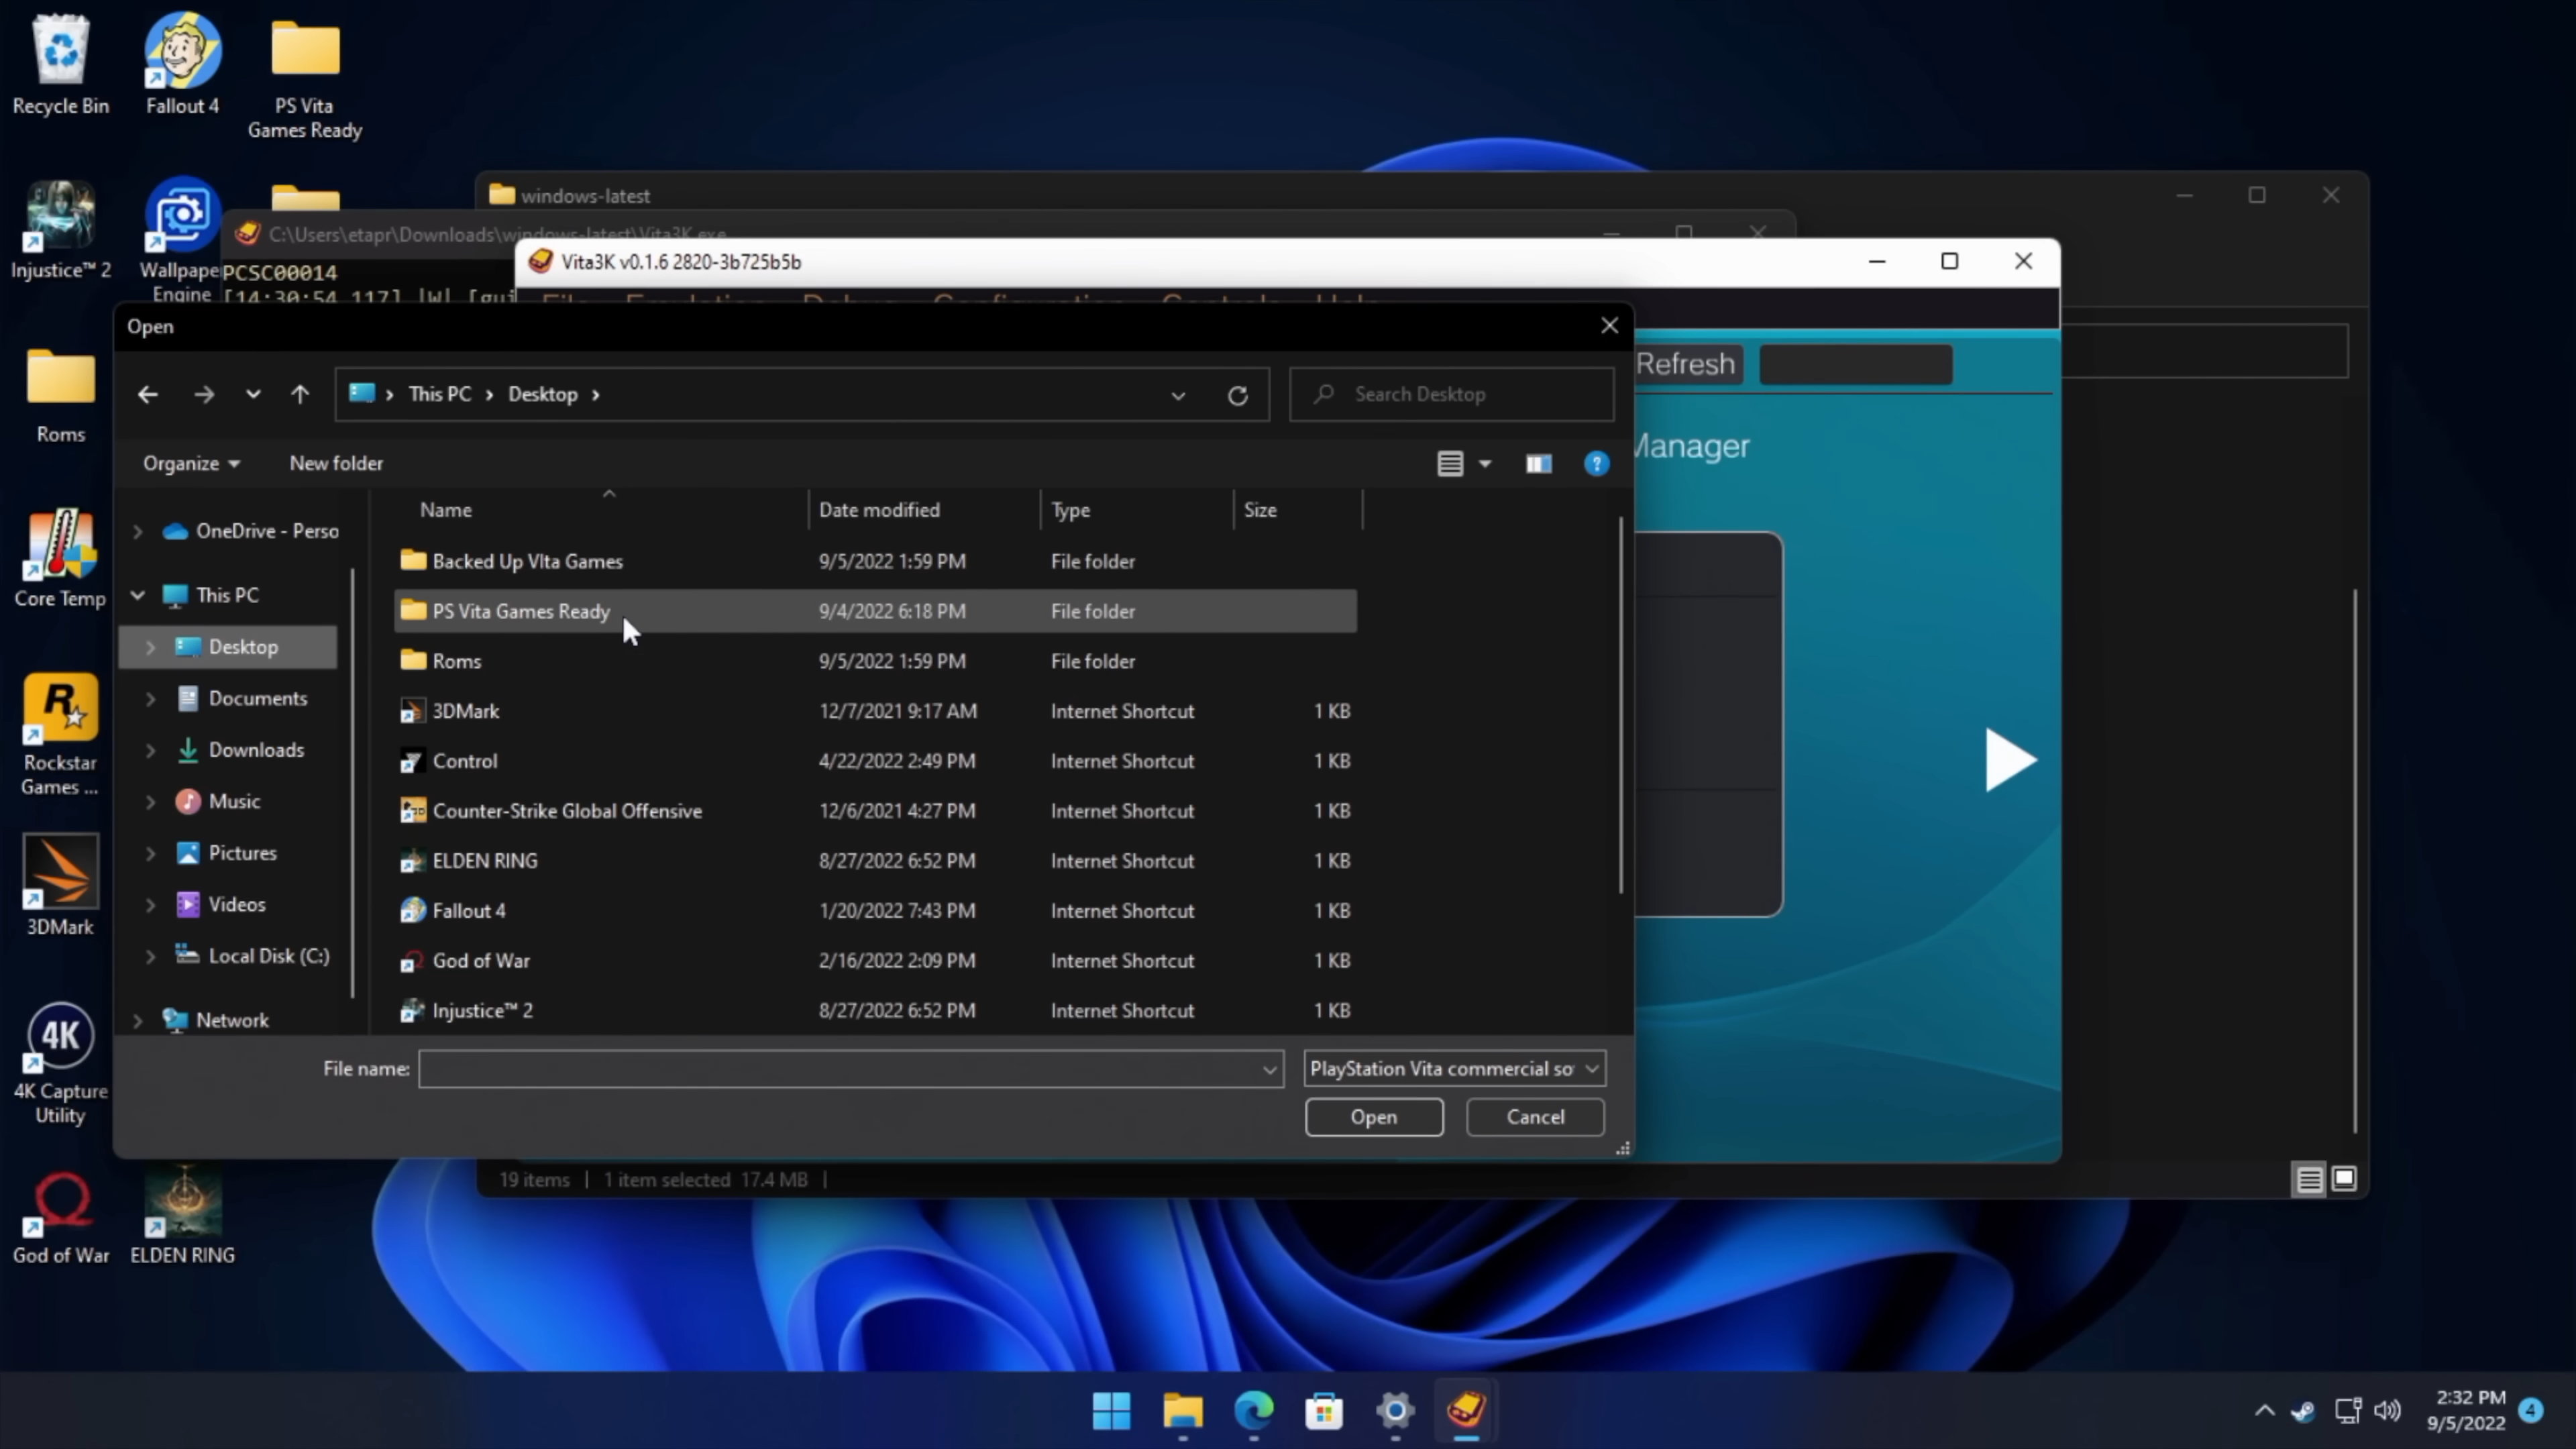 Recycle Bin
Fallout 4
PS Vita
Games Ready
Injustice™ 2
Wallpape
Engine
Roms
Core Temp
Rockstar
Games ...
3DMark
4K
4K Capture
Utility
God of War
ELDEN RING
windows-latest
C:\Users\etapr\Downloads\windows-latest\Vita3K.exe
PCSC00014
[14:30:54.117] |W| [gui
Vita3K v0.1.6 2820-3b725b5b
File Emulation Debug Configuration Controls Help
Refresh
Manager
Open
This PC
Desktop
Search Desktop
Organize
New folder
OneDrive - Perso
This PC
Desktop
Documents
Downloads
Music
Pictures
Videos
Local Disk (C:)
Network
Name Date modified Type Size
Backed Up VIta Games 9/5/2022 1:59 PM File folder
PS Vita Games Ready 9/4/2022 6:18 PM File folder
Roms 9/5/2022 1:59 PM File folder
3DMark 12/7/2021 9:17 AM Internet Shortcut 1 KB
Control 4/22/2022 2:49 PM Internet Shortcut 1 KB
Counter-Strike Global Offensive 12/6/2021 4:27 PM Internet Shortcut 1 KB
ELDEN RING 8/27/2022 6:52 PM Internet Shortcut 1 KB
Fallout 4 1/20/2022 7:43 PM Internet Shortcut 1 KB
God of War 2/16/2022 2:09 PM Internet Shortcut 1 KB
Injustice™ 2 8/27/2022 6:52 PM Internet Shortcut 1 KB
File name:
PlayStation Vita commercial so
Open
Cancel
19 items | 1 item selected 17.4 MB |
2:32 PM
9/5/2022
4